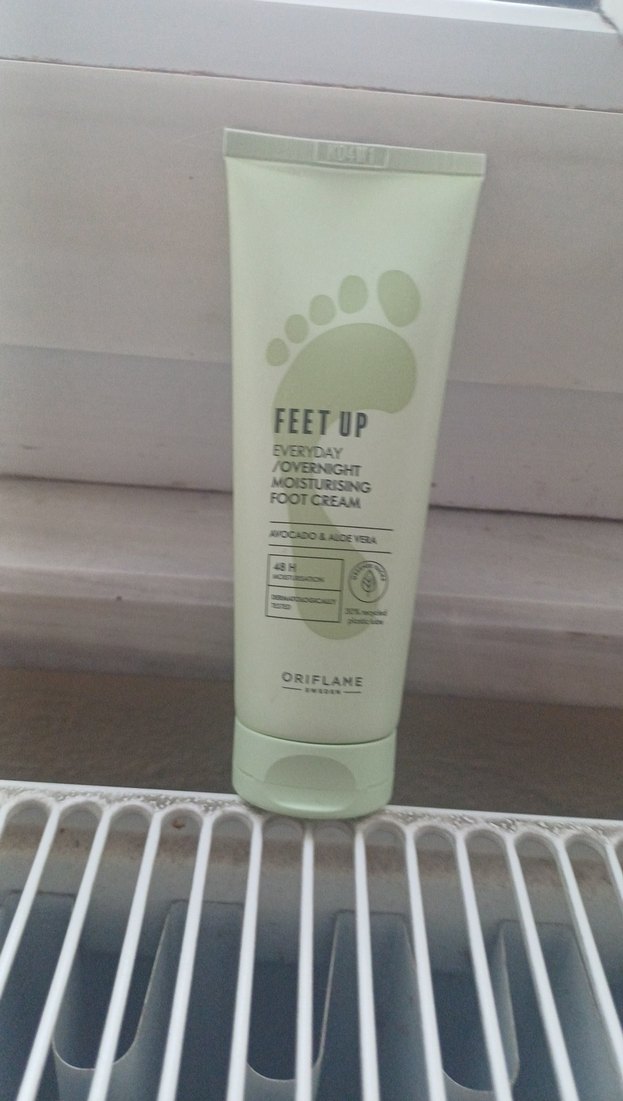 FEET UP
EVERYDAY
/OVERNIGHT
MOISTURISING
FOOT CREAM
AVOCADO & ALOE VERA
48 H
MOISTURISATION
DERMATOLOGICALLY
TESTED
30% recycled
plastic tube
ORIFLAME
SWEDEN